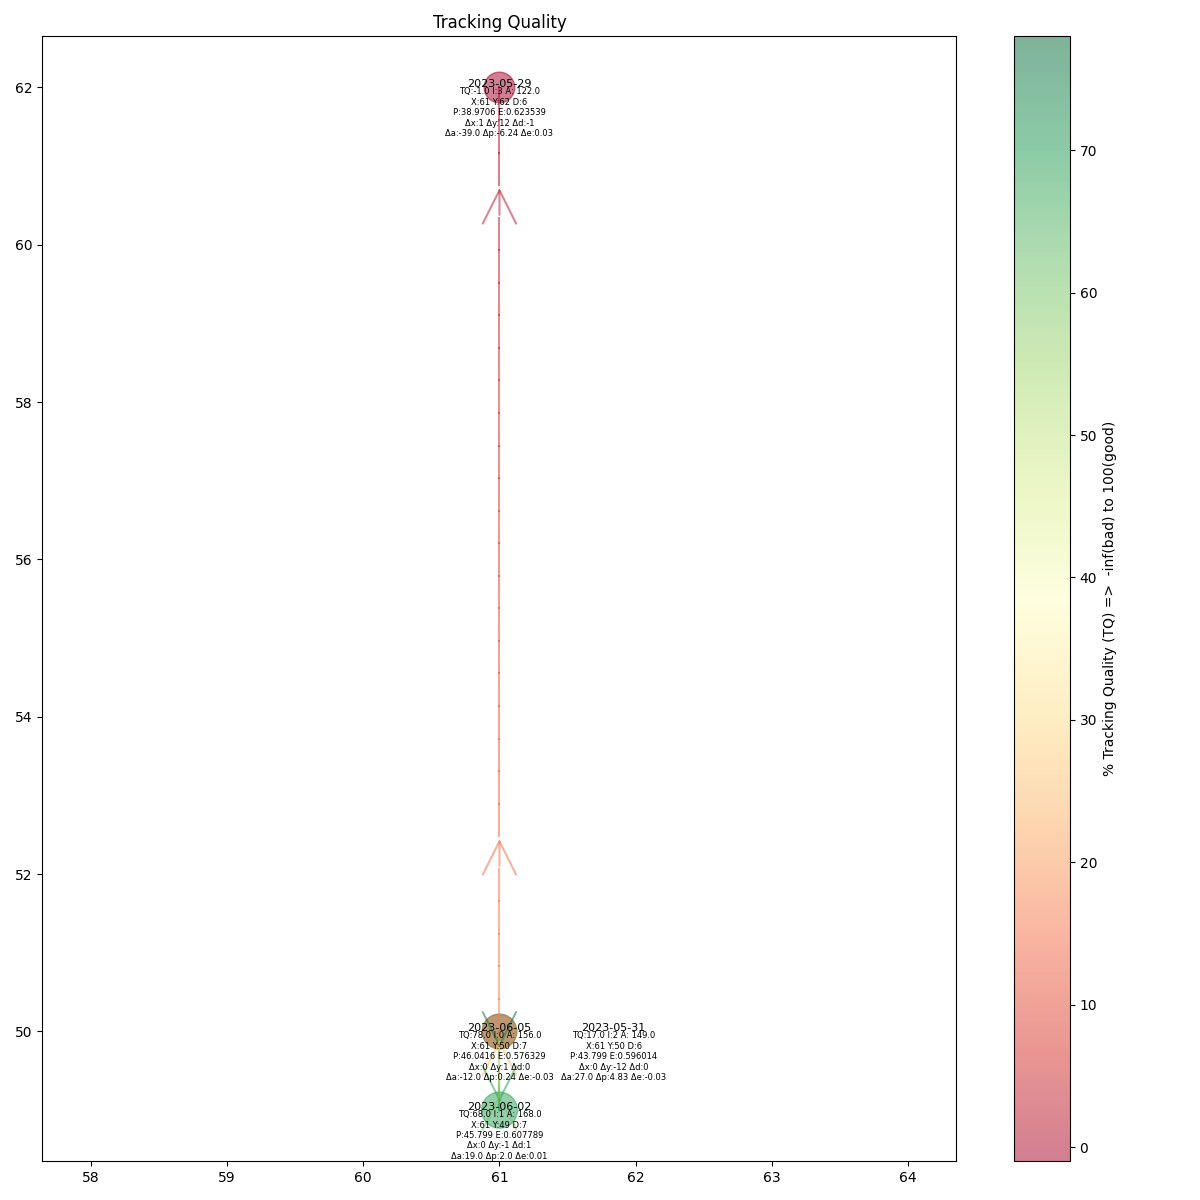 Tracking Quality
62
60
58
56
54
52
50
58
59
60
61
62
63
64
2023-05-29
TQ:-1.0 I:3 A: 122.0
X:61 Y:62 D:6
P:38.9706 E:0.623539
Δx:1 Δy:12 Δd:-1
Δa:-39.0 Δp:-6.24 Δe:0.03
2023-06-05
TQ:78.0 I:0 A: 156.0
X:61 Y:50 D:7
P:46.0416 E:0.576329
Δx:0 Δy:1 Δd:0
Δa:-12.0 Δp:0.24 Δe:-0.03
2023-05-31
TQ:17.0 I:2 A: 149.0
X:61 Y:50 D:6
P:43.799 E:0.596014
Δx:0 Δy:-12 Δd:0
Δa:27.0 Δp:4.83 Δe:-0.03
2023-06-02
TQ:68.0 I:1 A: 168.0
X:61 Y:49 D:7
P:45.799 E:0.607789
Δx:0 Δy:-1 Δd:1
Δa:19.0 Δp:2.0 Δe:0.01
70
60
50
40
30
20
10
0
% Tracking Quality (TQ) => -inf(bad) to 100(good)